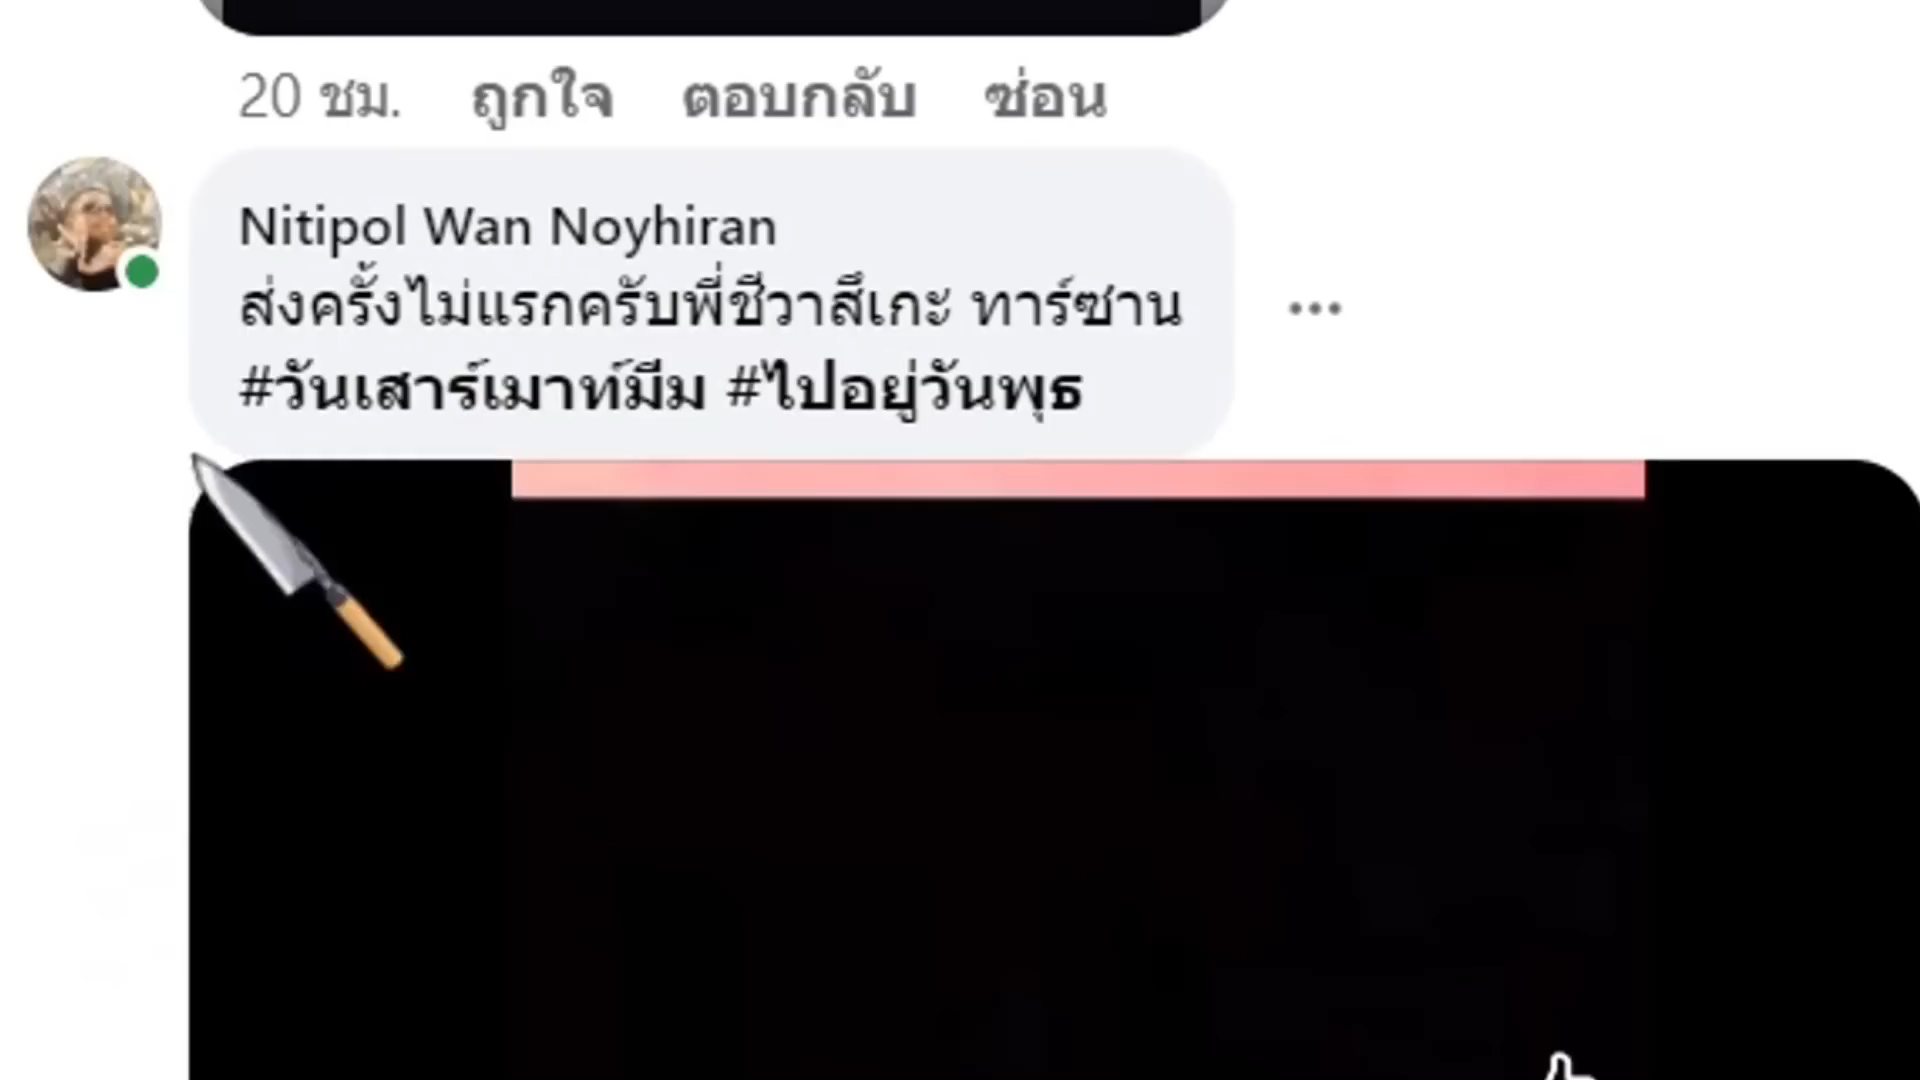 20 ชม. ถูกใจ ตอบกลับ ซ่อน
Nitipol Wan Noyhiran
ส่งครั้งไม่แรกครับพี่ชีวาสึเกะ ทาร์ซาน
#วันเสาร์เมาท์มีม #ไปอยู่วันพุธ